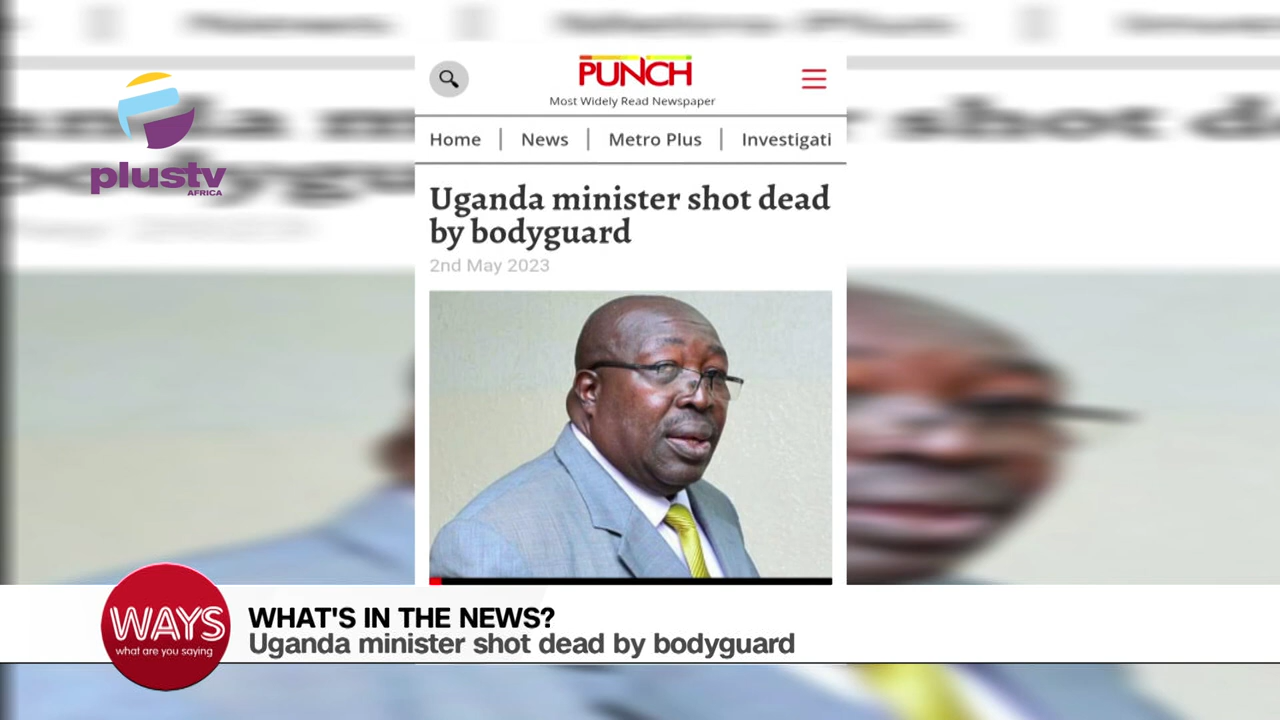 plustv
AFRICA
PUNCH
Most Widely Read Newspaper
Home | News | Metro Plus | Investigati
Uganda minister shot dead
by bodyguard
2nd May 2023
WAYS
what are you saying
WHAT'S IN THE NEWS?
Uganda minister shot dead by bodyguard